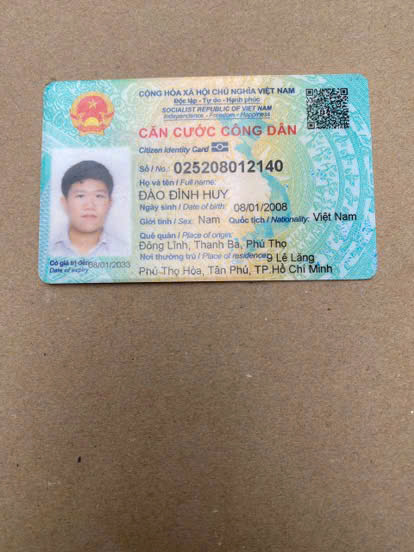 CỘNG HÒA XÃ HỘI CHỦ NGHĨA VIỆT NAM
Độc lập - Tự do - Hạnh phúc
SOCIALIST REPUBLIC OF VIET NAM
Independence - Freedom - Happiness
CĂN CƯỚC CÔNG DÂN
Citizen Identity Card
Số / No.: 025208012140
Họ và tên / Full name:
ĐÀO ĐÌNH HUY
Ngày sinh / Date of birth: 08/01/2008
Giới tính / Sex: Nam Quốc tịch / Nationality: Việt Nam
Quê quán / Place of origin:
Đông Lĩnh, Thanh Ba, Phú Thọ
Nơi thường trú / Place of residence: 9 Lê Lăng
Phú Thọ Hòa, Tân Phú, TP.Hồ Chí Minh
Có giá trị đến: 08/01/2033
Date of expiry